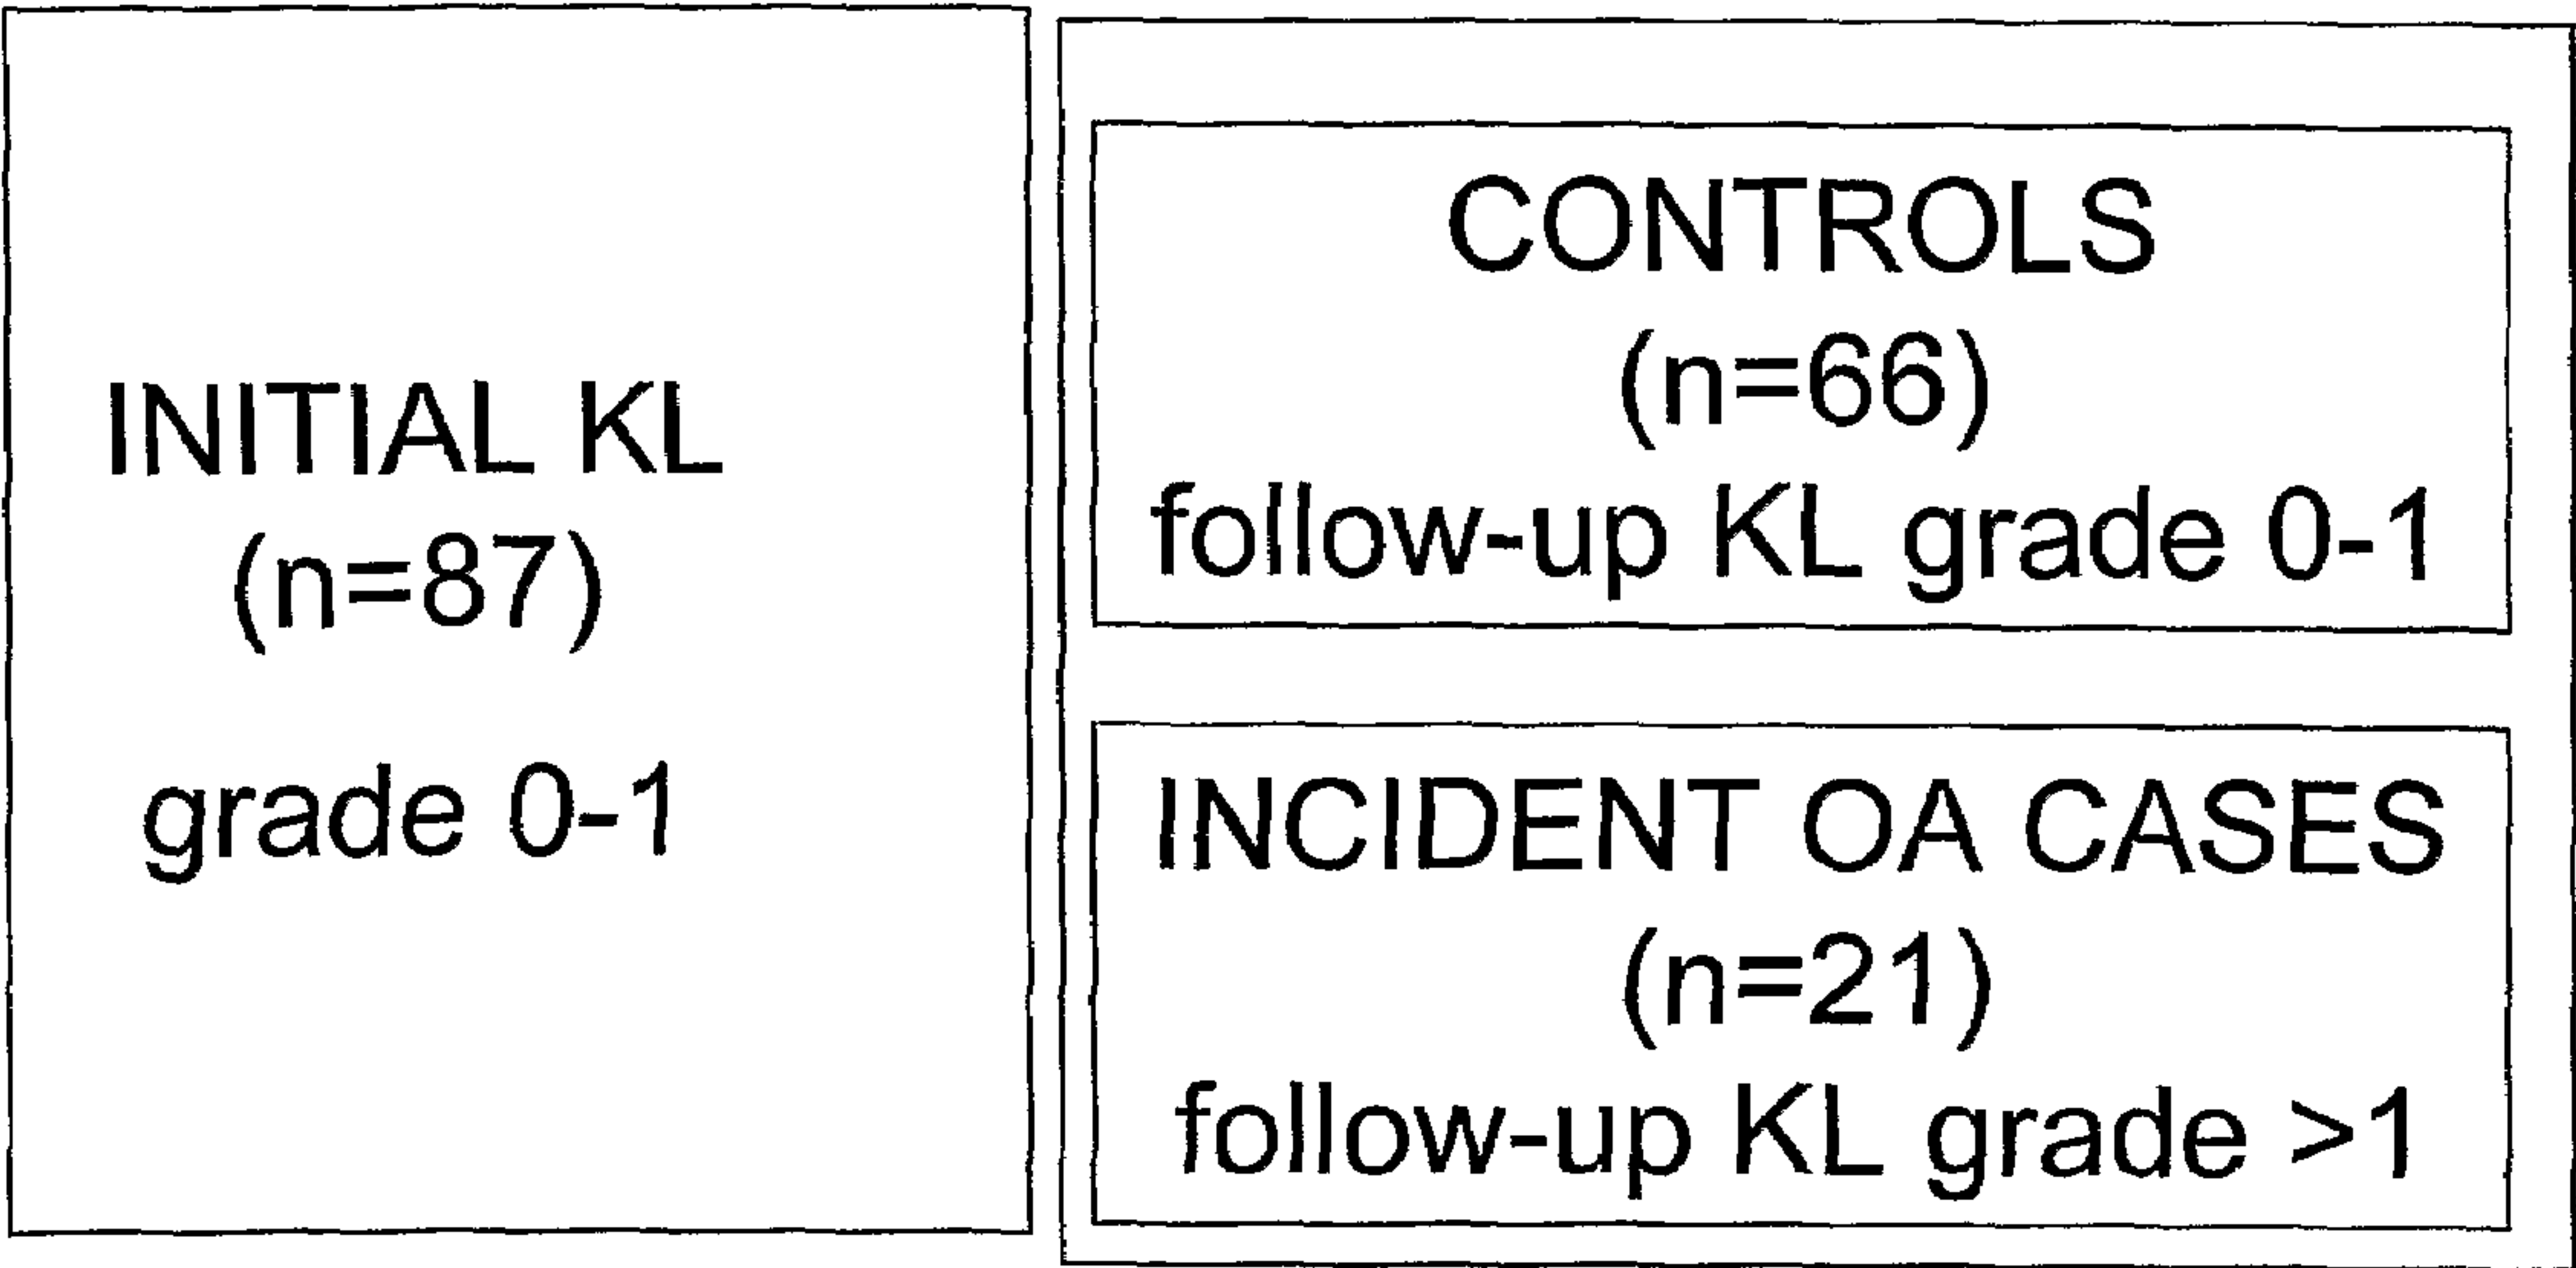 INITIAL KL
(n=87)
grade 0-1
CONTROLS
(n=66)
follow-up KL grade 0-1
INCIDENT OA CASES
(n=21)
follow-up KL grade >1